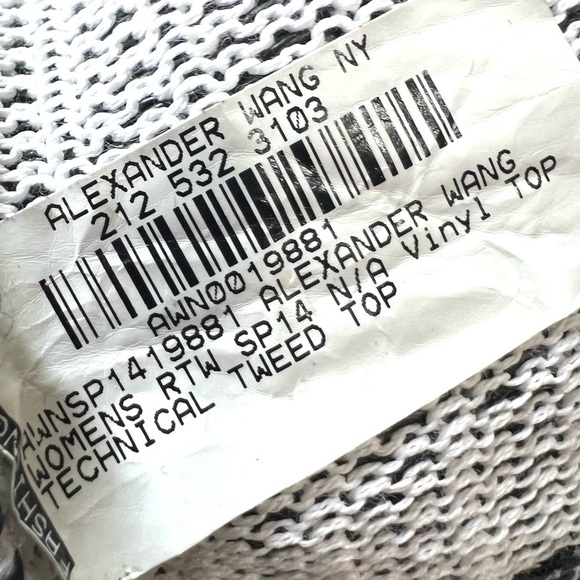 ALEXANDER WANG NY
212 532 3103
AWN0019881
AWNSP1419881 ALEXANDER WANG
WOMENS RTW SP14 N/A Vinyl TOP
TECHNICAL TWEED TOP